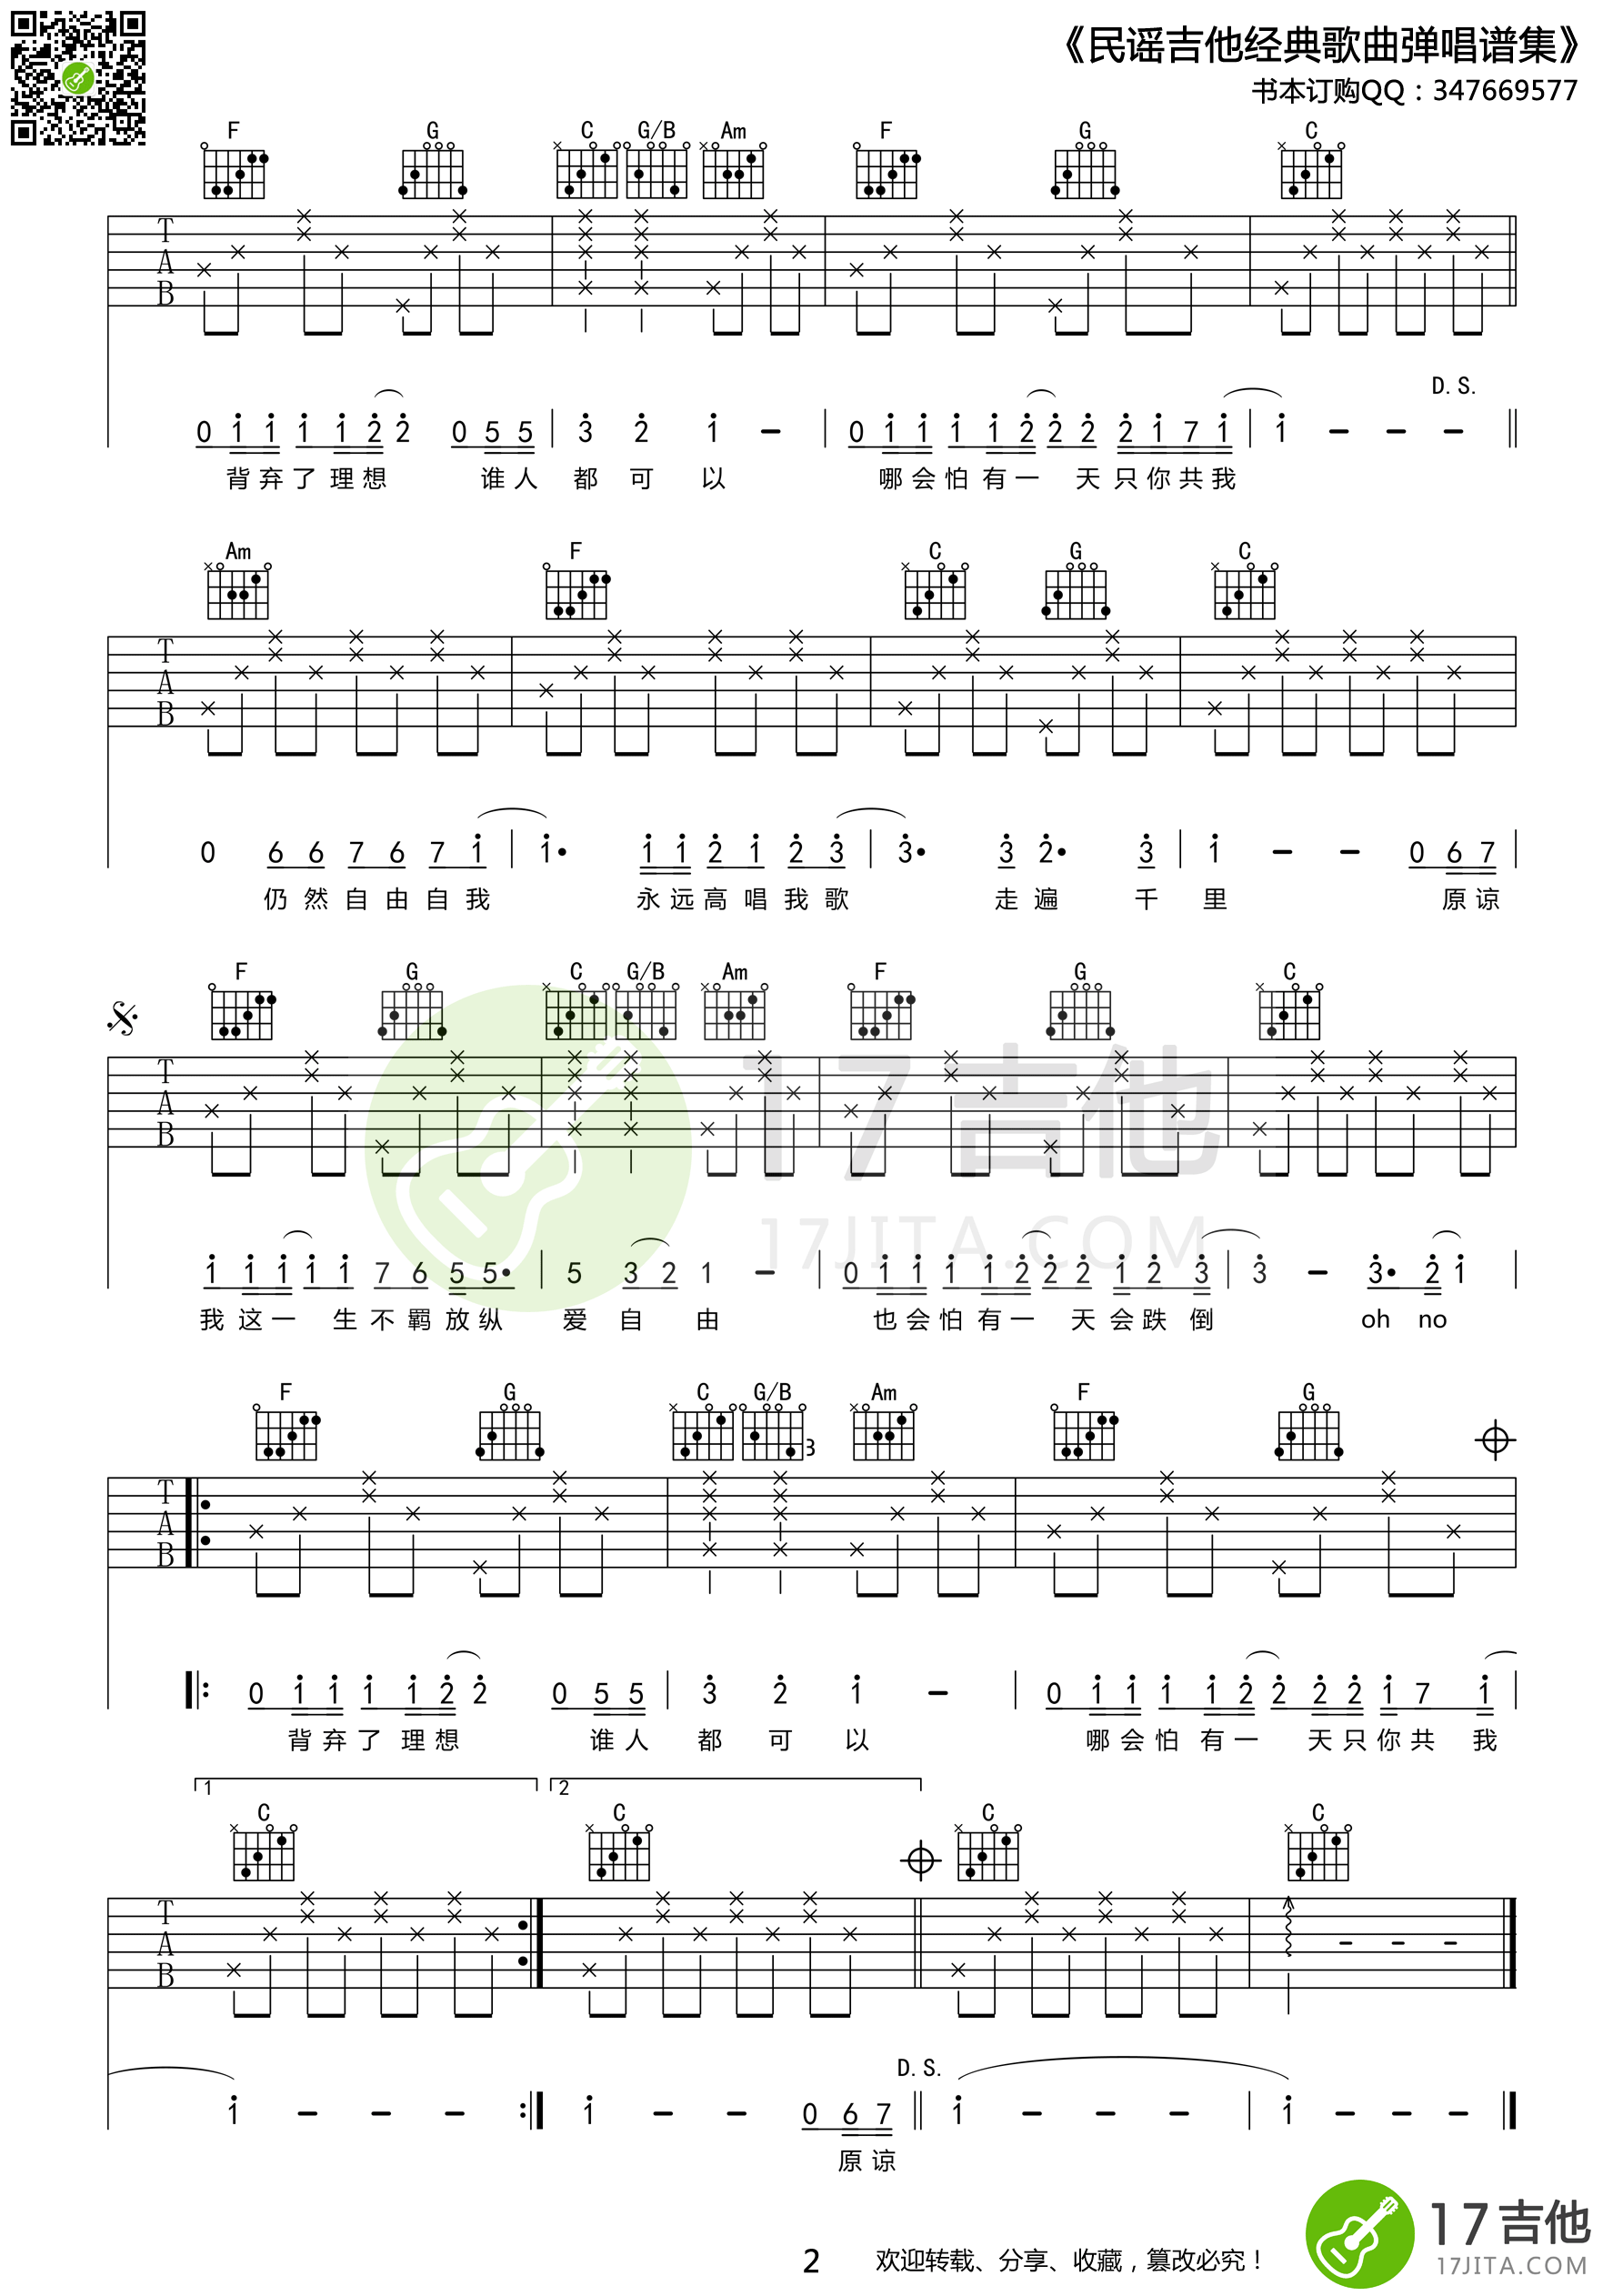 《民谣吉他经典歌曲弹唱谱集》
书本订购QQ：347669577
F G C G/B Am F G C
T
A
B
D.S.
0 1 1 1 1 2 2 0 5 5 | 3 2 1 - | 0 1 1 1 1 2 2 2 2 1 7 1 | 1 - - - ||
背弃了理想 谁人都可以 哪会怕有一天只你共我
Am F C G C
T
A
B
0 6 6 7 6 7 1 | 1• 1 1 2 1 2 3 | 3• 3 2• 3 | 1 - - 0 6 7 |
仍然自由自我 永远高唱我歌 走遍千里 原谅
F G C G/B Am F G C
T
A
B
17吉他
1 1 1 1 1 7 6 5 5• | 5 3 2 1 - | 0 1 1 1 1 2 2 2 1 2 3 | 3 - 3• 2 1 |
17JITA.COM
我这一生不羁放纵爱自由 也会怕有一天会跌倒 oh no
F G C G/B Am F G
3
T
A
B
0 1 1 1 1 2 2 0 5 5 | 3 2 1 - | 0 1 1 1 1 2 2 2 2 1 7 1 |
背弃了理想 谁人都可以 哪会怕有一天只你共我
1 2
C C C C
T
A
B
D.S.
1 - - - :| 1 - - 0 6 7 || 1 - - - | 1 - - - |
原谅
2 欢迎转载、分享、收藏，篡改必究！
17吉他
17JITA.COM